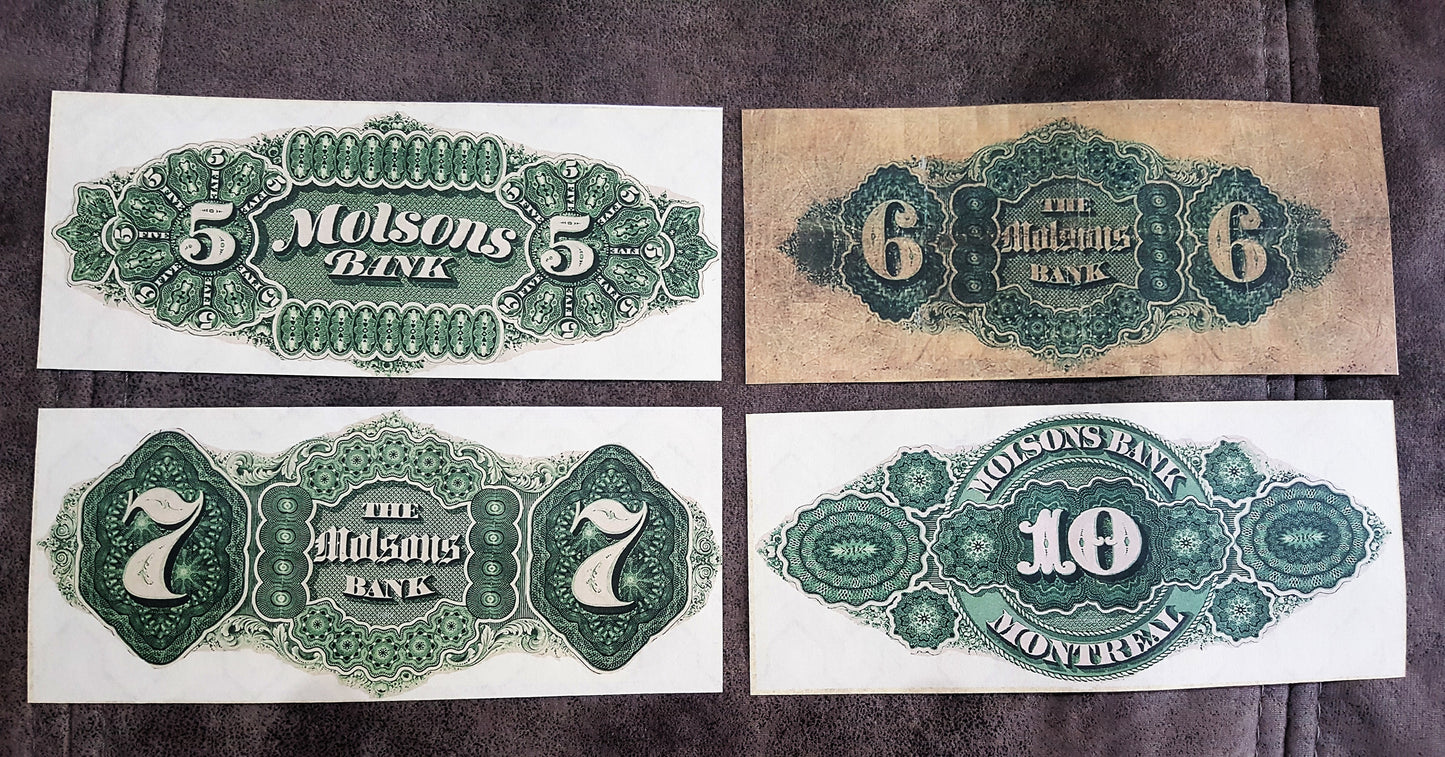 5 Molsons 5
BANK
FIVE
6 THE 6
Molsons
BANK
7 THE 7
Molsons
BANK
MOLSONS BANK
10
MONTREAL